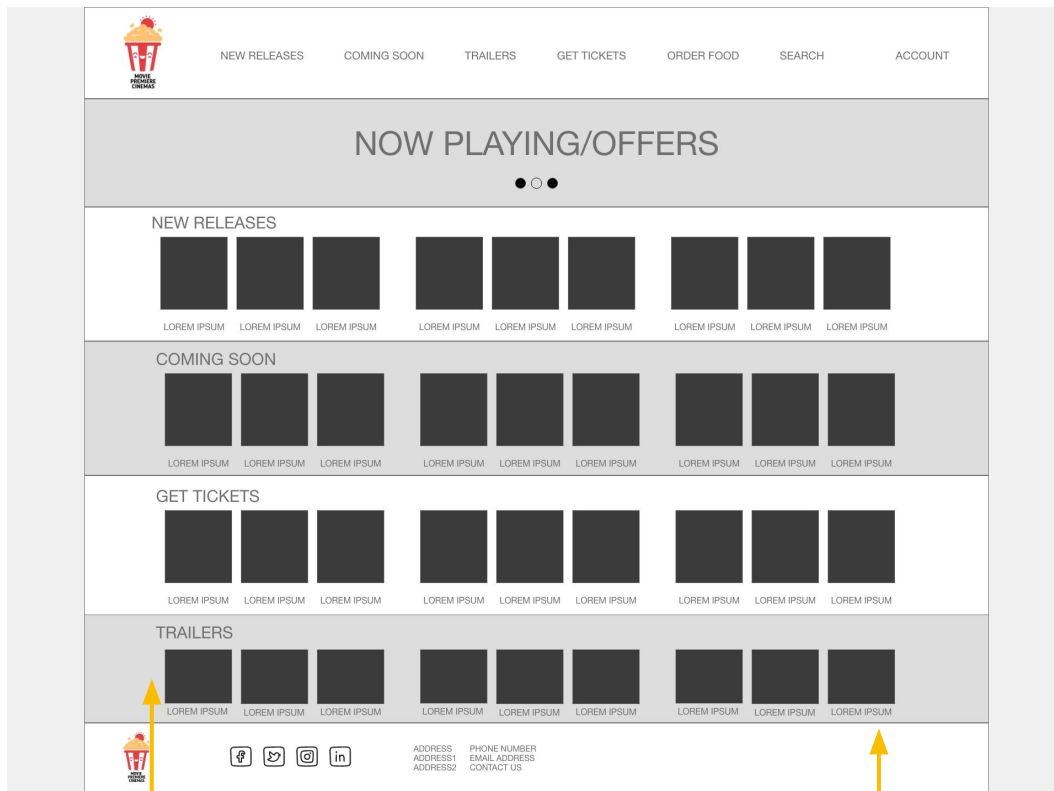 MOVIE
PREMIERE
CINEMAS
NEW RELEASES COMING SOON TRAILERS GET TICKETS ORDER FOOD SEARCH ACCOUNT
NOW PLAYING/OFFERS
NEW RELEASES
LOREM IPSUM LOREM IPSUM LOREM IPSUM LOREM IPSUM LOREM IPSUM LOREM IPSUM LOREM IPSUM LOREM IPSUM LOREM IPSUM
COMING SOON
LOREM IPSUM LOREM IPSUM LOREM IPSUM LOREM IPSUM LOREM IPSUM LOREM IPSUM LOREM IPSUM LOREM IPSUM LOREM IPSUM
GET TICKETS
LOREM IPSUM LOREM IPSUM LOREM IPSUM LOREM IPSUM LOREM IPSUM LOREM IPSUM LOREM IPSUM LOREM IPSUM LOREM IPSUM
TRAILERS
LOREM IPSUM LOREM IPSUM LOREM IPSUM LOREM IPSUM LOREM IPSUM LOREM IPSUM LOREM IPSUM LOREM IPSUM LOREM IPSUM
MOVIE
PREMIERE
CINEMAS
in
ADDRESS PHONE NUMBER
ADDRESS1 EMAIL ADDRESS
ADDRESS2 CONTACT US